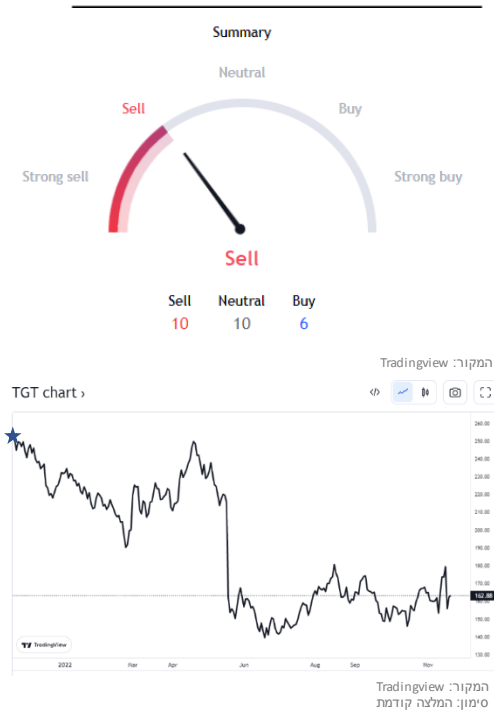 Summary
Neutral
Sell
Buy
Strong sell
Strong buy
Sell
Sell Neutral Buy
10 10 6
המקור: Tradingview
TGT chart ›
260.00
250.00
240.00
230.00
220.00
210.00
200.00
190.00
180.00
170.00
162.88
150.00
140.00
130.00
TradingView
2022 Mar Apr Jun Aug Sep Nov
המקור: Tradingview
סימון: המלצה קודמת